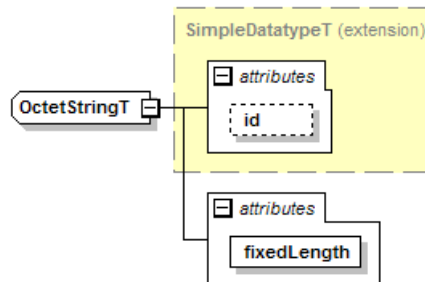 SimpleDatatypeT (extension)
attributes
OctetStringT
id
attributes
fixedLength